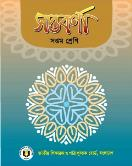 সপ্তবর্ণা
সপ্তম শ্রেণি
জাতীয় শিক্ষাক্রম ও পাঠ্যপুস্তক বোর্ড, বাংলাদেশ